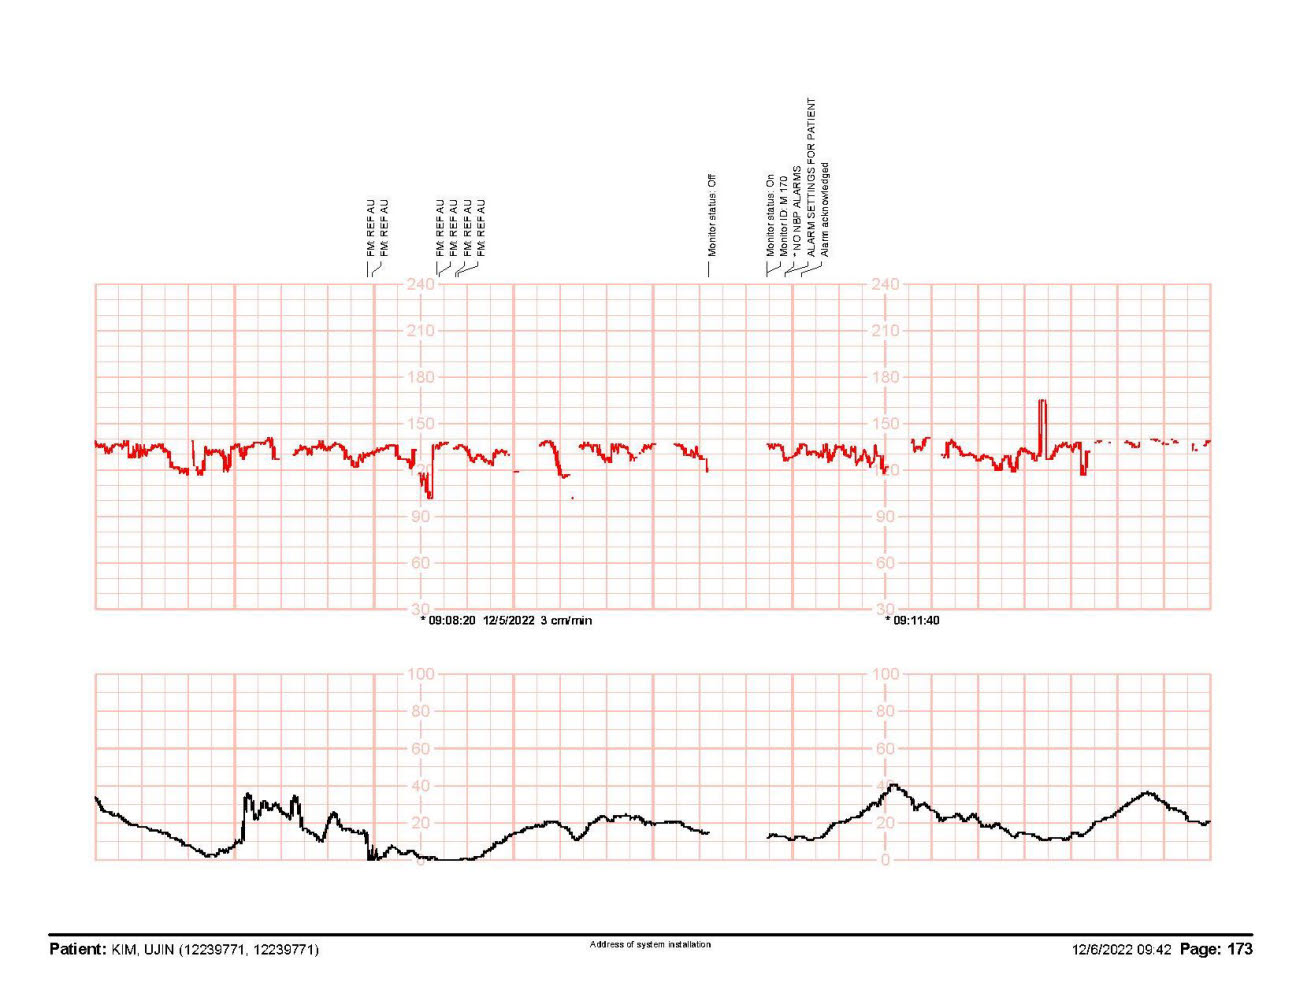 FM: REF AU
FM: REF AU
FM: REF AU
FM: REF AU
FM: REF AU
FM: REF AU
Monitor status: Off
Monitor status: On
Monitor ID: M 170
* NO NBP ALARMS
ALARM SETTINGS FOR PATIENT
Alarm acknowledged
240 240
210 210
180 180
150 150
120 120
90 90
60 60
30 30
* 09:08:20 12/5/2022 3 cm/min * 09:11:40
100 100
80 80
60 60
40 40
20 20
0 0
Patient: KIM, UJIN (12239771, 12239771) Address of system installation 12/6/2022 09:42 Page: 173